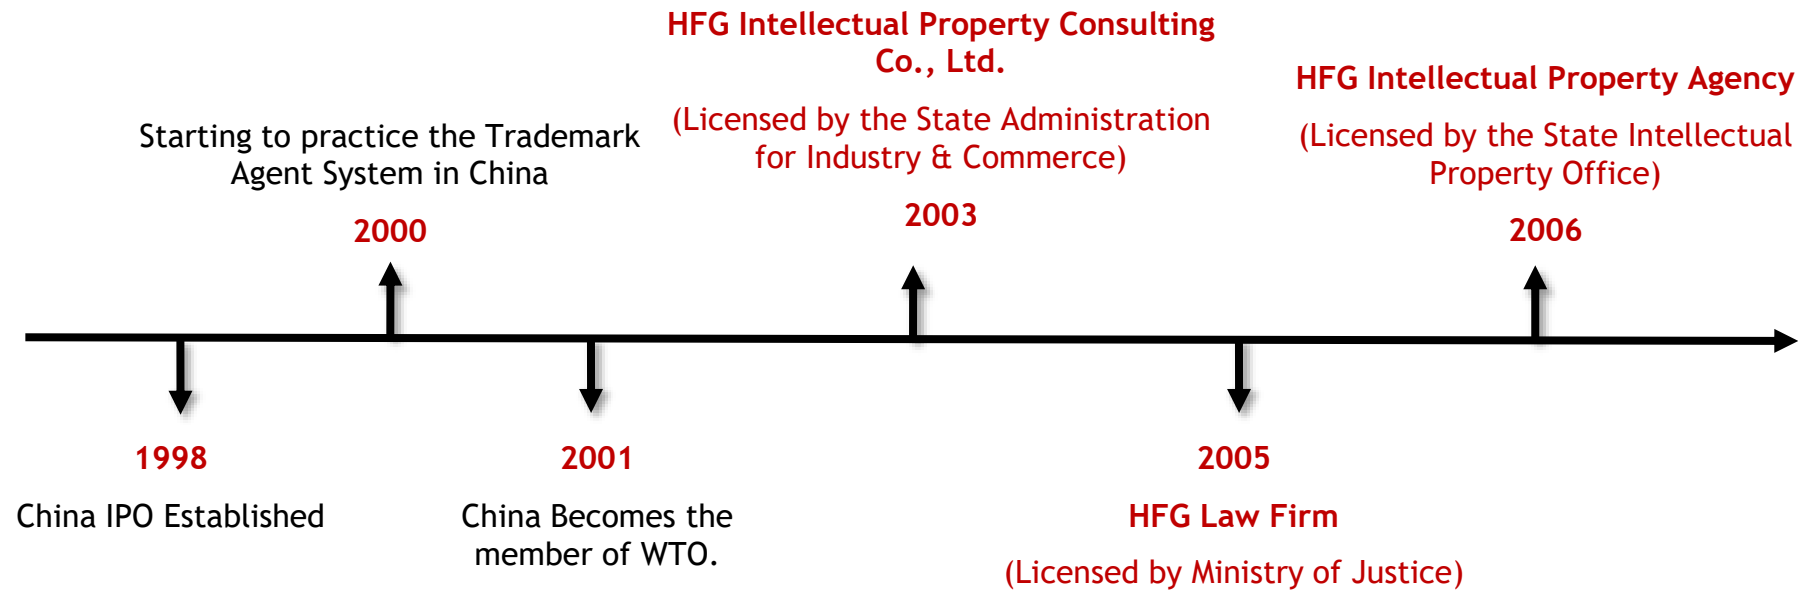 HFG Intellectual Property Consulting
Co., Ltd.
(Licensed by the State Administration
for Industry & Commerce)
2003
HFG Intellectual Property Agency
(Licensed by the State Intellectual
Property Office)
2006
Starting to practice the Trademark
Agent System in China
2000
1998
China IPO Established
2001
China Becomes the
member of WTO.
2005
HFG Law Firm
(Licensed by Ministry of Justice)